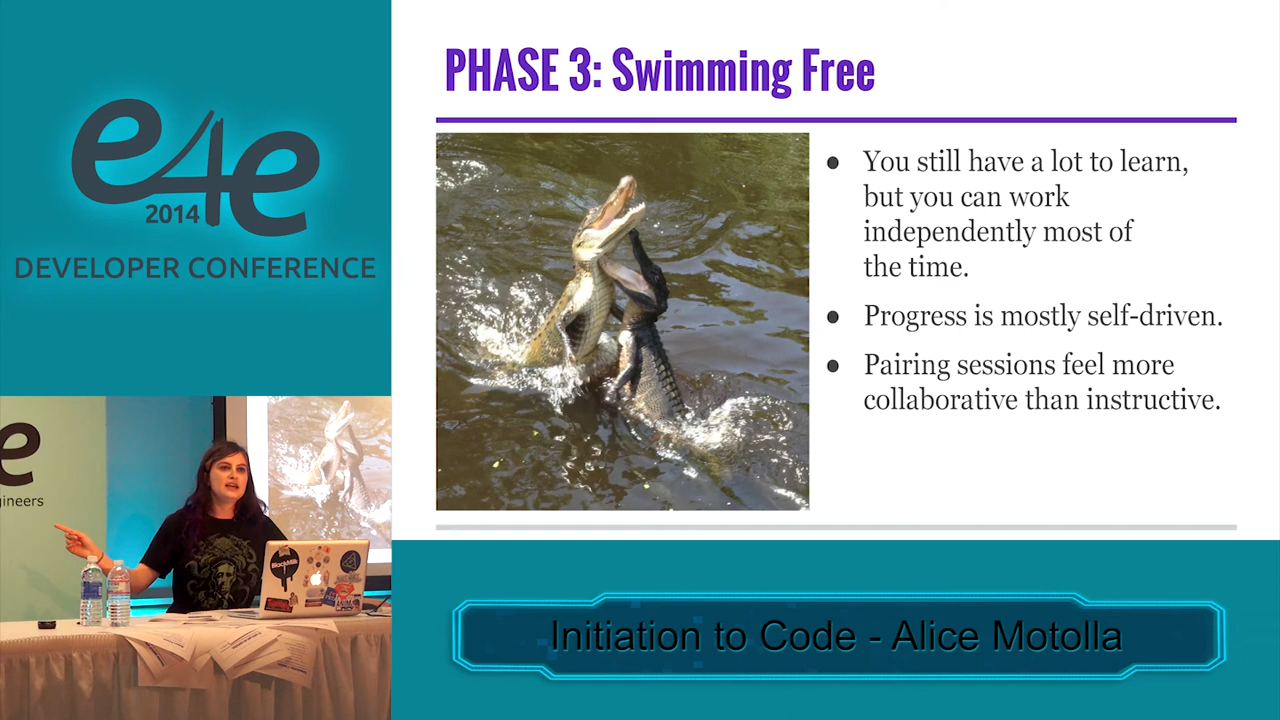 e4e
2014
DEVELOPER CONFERENCE
PHASE 3: Swimming Free
● You still have a lot to learn,
but you can work
independently most of
the time.
● Progress is mostly self-driven.
● Pairing sessions feel more
collaborative than instructive.
e
gineers
BlockMilk
Initiation to Code - Alice Motolla